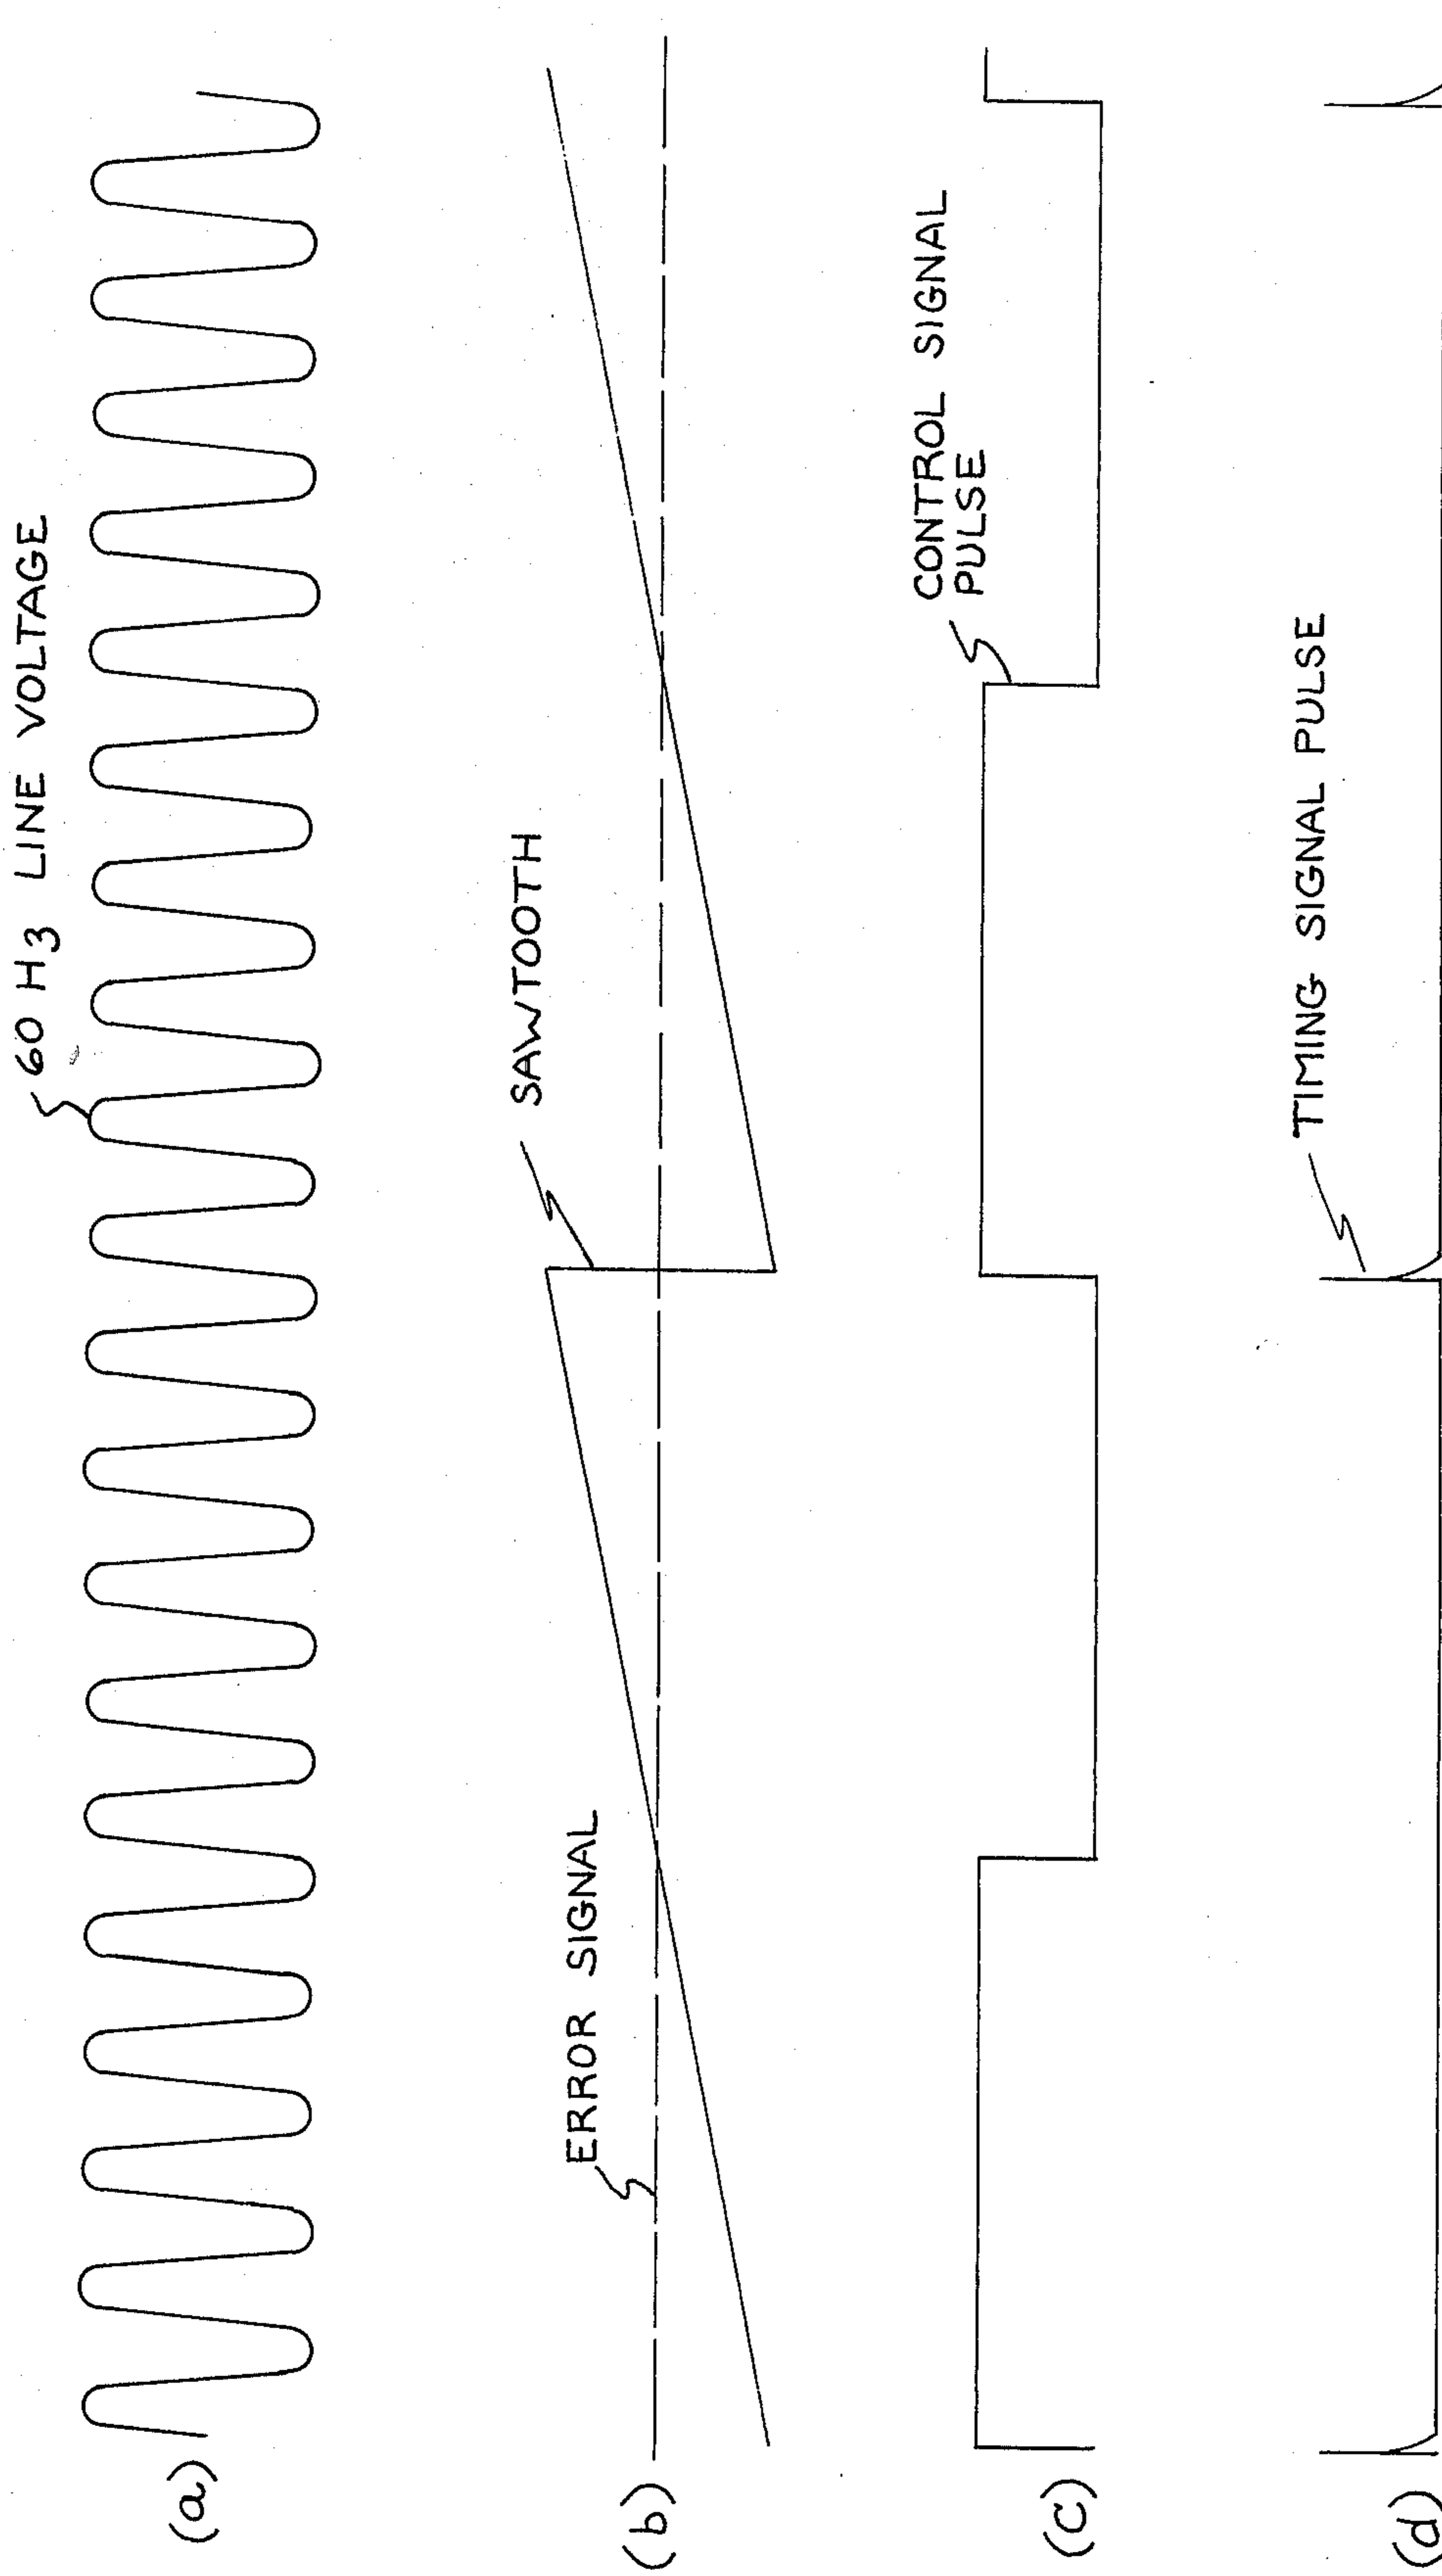 (a)
60 H3 LINE VOLTAGE
(b)
ERROR SIGNAL
SAWTOOTH
(c)
CONTROL SIGNAL
PULSE
(d)
TIMING SIGNAL PULSE